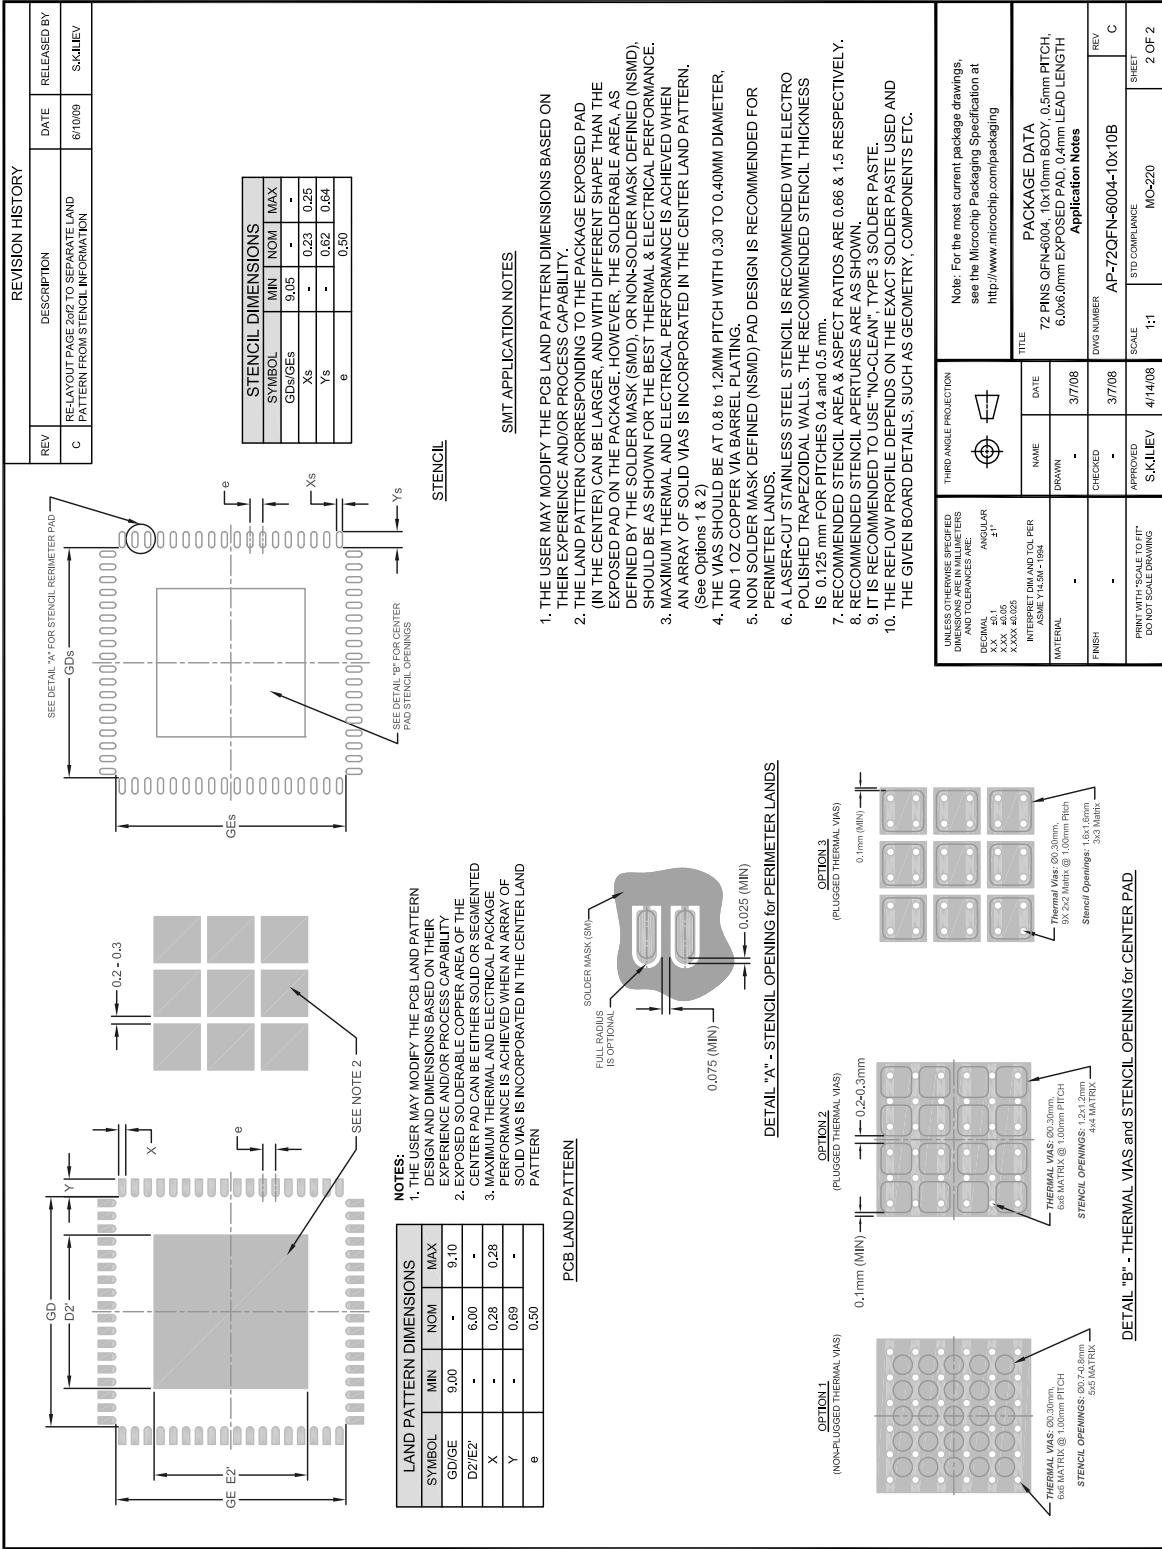 REVISION HISTORY
REV DESCRIPTION DATE RELEASED BY
C RE-LAYOUT PAGE 2of2 TO SEPARATE LAND PATTERN FROM STENCIL INFORMATION 6/10/09 S.K.ILIEV
GD
D2'
GE
E2'
Y
X
e
0.2 - 0.3
SEE NOTE 2
LAND PATTERN DIMENSIONS
SYMBOL MIN NOM MAX
GD/GE 9.00 - 9.10
D2'/E2' - 6.00 -
X - 0.28 0.28
Y - 0.69 -
e 0.50
NOTES:
1. THE USER MAY MODIFY THE PCB LAND PATTERN
DESIGN AND DIMENSIONS BASED ON THEIR
EXPERIENCE AND/OR PROCESS CAPABILITY
2. EXPOSED SOLDERABLE COPPER AREA OF THE
CENTER PAD CAN BE EITHER SOLID OR SEGMENTED
3. MAXIMUM THERMAL AND ELECTRICAL PACKAGE
PERFORMANCE IS ACHIEVED WHEN AN ARRAY OF
SOLID VIAS IS INCORPORATED IN THE CENTER LAND
PATTERN
PCB LAND PATTERN
SEE DETAIL "A" FOR STENCIL RERIMETER PAD
GDs
GEs
e
Xs
Ys
SEE DETAIL "B" FOR CENTER
PAD STENCIL OPENINGS
STENCIL
STENCIL DIMENSIONS
SYMBOL MIN NOM MAX
GDs/GEs 9.05 - -
Xs - 0.23 0.25
Ys - 0.62 0.64
e 0.50
SMT APPLICATION NOTES
1. THE USER MAY MODIFY THE PCB LAND PATTERN DIMENSIONS BASED ON
THEIR EXPERIENCE AND/OR PROCESS CAPABILITY.
2. THE LAND PATTERN CORRESPONDING TO THE PACKAGE EXPOSED PAD
(IN THE CENTER) CAN BE LARGER, AND WITH DIFFERENT SHAPE THAN THE
EXPOSED PAD ON THE PACKAGE. HOWEVER, THE SOLDERABLE AREA, AS
DEFINED BY THE SOLDER MASK (SMD), OR NON-SOLDER MASK DEFINED (NSMD),
SHOULD BE AS SHOWN FOR THE BEST THERMAL & ELECTRICAL PERFORMANCE.
3. MAXIMUM THERMAL AND ELECTRICAL PERFORMANCE IS ACHIEVED WHEN
AN ARRAY OF SOLID VIAS IS INCORPORATED IN THE CENTER LAND PATTERN.
(See Options 1 & 2)
4. THE VIAS SHOULD BE AT 0.8 to 1.2MM PITCH WITH 0.30 TO 0.40MM DIAMETER,
AND 1 OZ COPPER VIA BARREL PLATING.
5. NON SOLDER MASK DEFINED (NSMD) PAD DESIGN IS RECOMMENDED FOR
PERIMETER LANDS.
6. A LASER-CUT STAINLESS STEEL STENCIL IS RECOMMENDED WITH ELECTRO
POLISHED TRAPEZOIDAL WALLS. THE RECOMMENDED STENCIL THICKNESS
IS 0.125 mm FOR PITCHES 0.4 and 0.5 mm.
7. RECOMMENDED STENCIL AREA & ASPECT RATIOS ARE 0.66 & 1.5 RESPECTIVELY.
8. RECOMMENDED STENCIL APERTURES ARE AS SHOWN.
9. IT IS RECOMMENDED TO USE "NO-CLEAN", TYPE 3 SOLDER PASTE.
10. THE REFLOW PROFILE DEPENDS ON THE EXACT SOLDER PASTE USED AND
THE GIVEN BOARD DETAILS, SUCH AS GEOMETRY, COMPONENTS ETC.
SOLDER MASK (SM)
FULL RADIUS
IS OPTIONAL
0.075 (MIN)
0.025 (MIN)
DETAIL "A" - STENCIL OPENING for PERIMETER LANDS
OPTION 1
(NON-PLUGGED THERMAL VIAS)
THERMAL VIAS: Ø0.30mm,
6x6 MATRIX @ 1.00mm PITCH
STENCIL OPENINGS: Ø0.7-0.8mm
5x5 MATRIX
OPTION 2
(PLUGGED THERMAL VIAS)
0.1mm (MIN)
0.2-0.3mm
THERMAL VIAS: Ø0.30mm,
6x6 MATRIX @ 1.00mm PITCH
STENCIL OPENINGS: 1.2x1.2mm
4x4 MATRIX
OPTION 3
(PLUGGED THERMAL VIAS)
0.1mm (MIN)
Thermal Vias: Ø0.30mm,
9X 2x2 Matrix @ 1.00mm Pitch
Stencil Openings: 1.6x1.6mm
3x3 Matrix
DETAIL "B" - THERMAL VIAS and STENCIL OPENING for CENTER PAD
UNLESS OTHERWISE SPECIFIED
DIMENSIONS ARE IN MILLIMETERS
AND TOLERANCES ARE:
DECIMAL ANGULAR
X.X ±0.1 ±1°
X.XX ±0.05
X.XXX ±0.025
INTERPRET DIM AND TOL PER
ASME Y14.5M - 1994
MATERIAL
-
FINISH
-
PRINT WITH "SCALE TO FIT"
DO NOT SCALE DRAWING
THIRD ANGLE PROJECTION
NAME DATE
DRAWN
- 3/7/08
CHECKED
- 3/7/08
APPROVED
S.K.ILIEV 4/14/08
Note: For the most current package drawings,
see the Microchip Packaging Specification at
http://www.microchip.com/packaging
TITLE
PACKAGE DATA
72 PINS QFN-6004, 10x10mm BODY, 0.5mm PITCH,
6.0x6.0mm EXPOSED PAD, 0.4mm LEAD LENGTH
Application Notes
DWG NUMBER
AP-72QFN-6004-10x10B
REV
C
SCALE
1:1
STD COMPLIANCE
MO-220
SHEET
2 OF 2